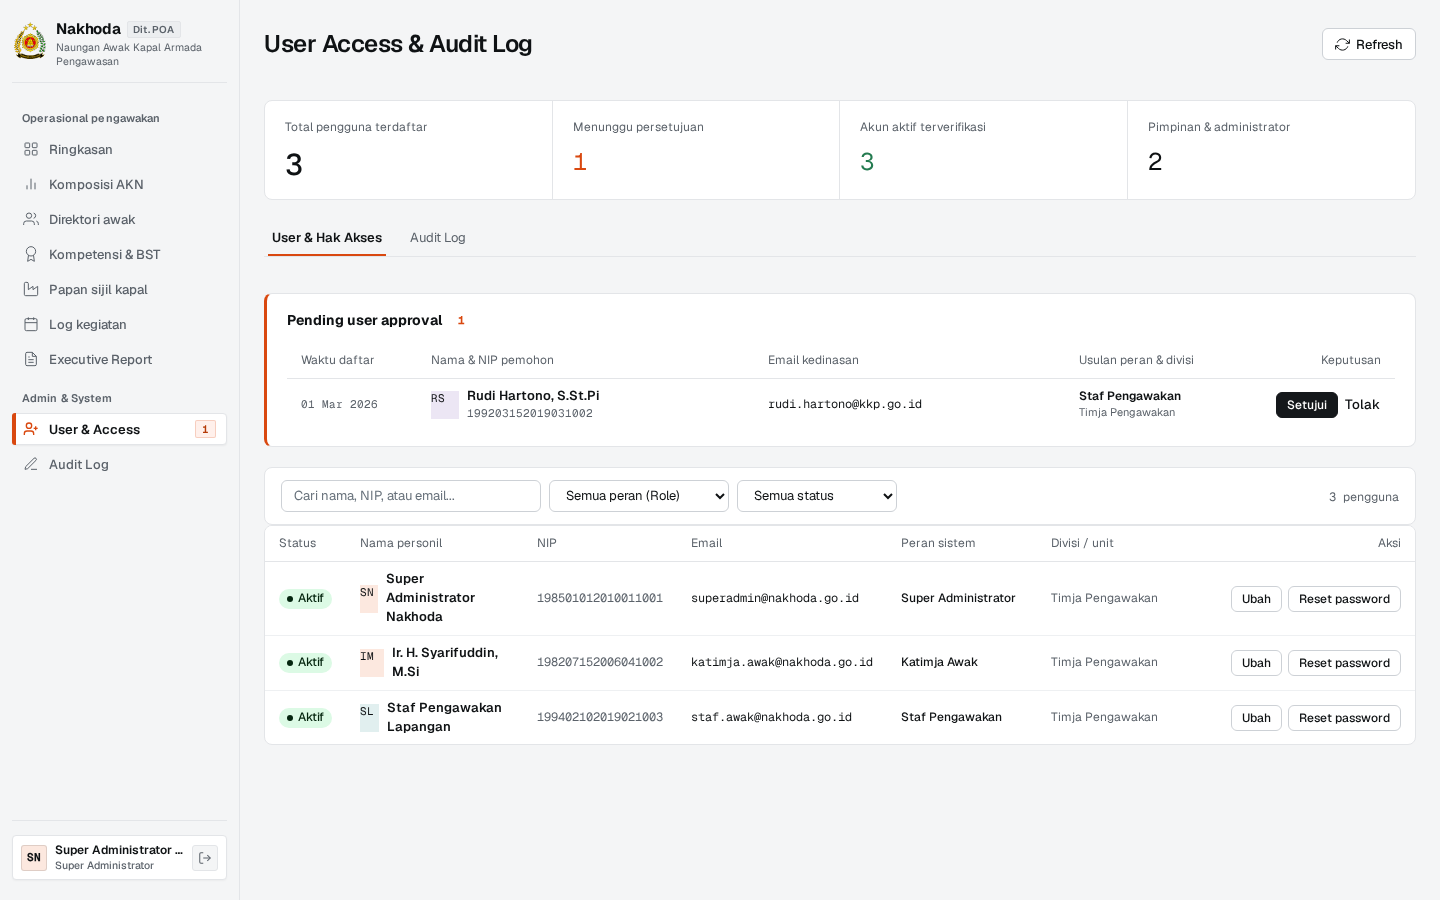 Nakhoda Dit. POA
Naungan Awak Kapal Armada
Pengawasan
Operasional pengawakan
Ringkasan
Komposisi AKN
Direktori awak
Kompetensi & BST
Papan sijil kapal
Log kegiatan
Executive Report
Admin & System
User & Access 1
Audit Log
SN Super Administrator ...
Super Administrator
User Access & Audit Log
Refresh
Total pengguna terdaftar
3
Menunggu persetujuan
1
Akun aktif terverifikasi
3
Pimpinan & administrator
2
User & Hak Akses Audit Log
Pending user approval 1
Waktu daftar Nama & NIP pemohon Email kedinasan Usulan peran & divisi Keputusan
01 Mar 2026 RS Rudi Hartono, S.St.Pi rudi.hartono@kkp.go.id Staf Pengawakan Setujui Tolak
199203152019031002 Timja Pengawakan
Cari nama, NIP, atau email... Semua peran (Role) Semua status 3 pengguna
Status Nama personil NIP Email Peran sistem Divisi / unit Aksi
Aktif SN Super Administrator Nakhoda 198501012010011001 superadmin@nakhoda.go.id Super Administrator Timja Pengawakan Ubah Reset password
Aktif IM Ir. H. Syarifuddin, M.Si 198207152006041002 katimja.awak@nakhoda.go.id Katimja Awak Timja Pengawakan Ubah Reset password
Aktif SL Staf Pengawakan Lapangan 199402102019021003 staf.awak@nakhoda.go.id Staf Pengawakan Timja Pengawakan Ubah Reset password